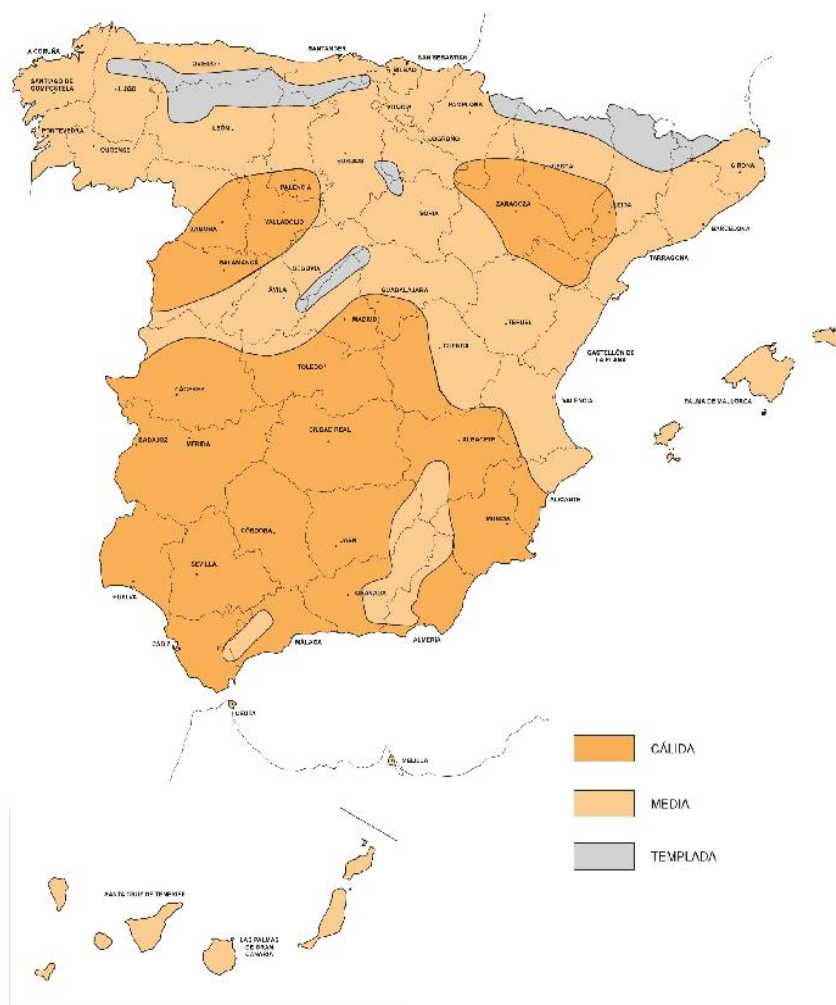 A CORUÑA
SANTANDER
SAN SEBASTIÁN
OVIEDO
BILBAO
SANTIAGO DE
COMPOSTELA
LUGO
VITORIA
PAMPLONA
PONTEVEDRA
LEÓN
LOGROÑO
OURENSE
BURGOS
HUESCA
GIRONA
PALENCIA
ZARAGOZA
LLEIDA
SORIA
ZAMORA
VALLADOLID
BARCELONA
SALAMANCA
SEGOVIA
TARRAGONA
ÁVILA
GUADALAJARA
MADRID
TERUEL
CUENCA
CASTELLÓN DE
LA PLANA
TOLEDO
CÁCERES
VALENCIA
PALMA DE MALLORCA
CIUDAD REAL
BADAJOZ
MÉRIDA
ALBACETE
ALICANTE
MURCIA
CÓRDOBA
JAÉN
SEVILLA
HUELVA
GRANADA
CÁDIZ
MÁLAGA
ALMERÍA
CEUTA
MELILLA
CÁLIDA
MEDIA
TEMPLADA
SANTA CRUZ DE TENERIFE
LAS PALMAS
DE GRAN
CANARIA